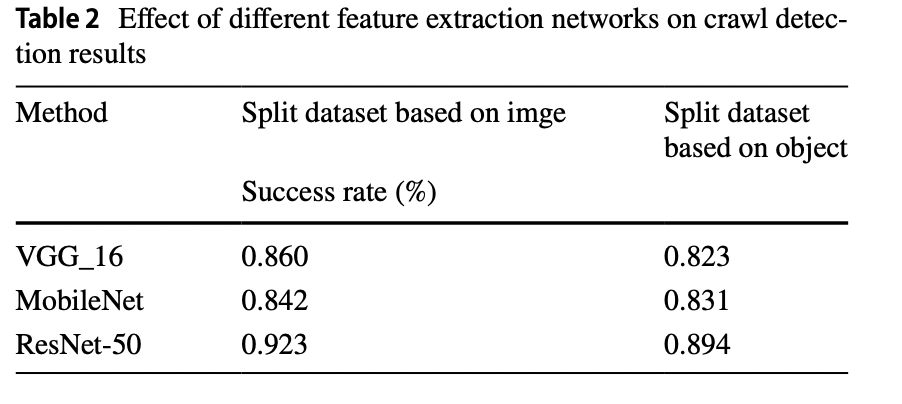 Table 2 Effect of different feature extraction networks on crawl detec-
tion results
Method Split dataset based on imge Split dataset
based on object
Success rate (%)
VGG_16 0.860 0.823
MobileNet 0.842 0.831
ResNet-50 0.923 0.894